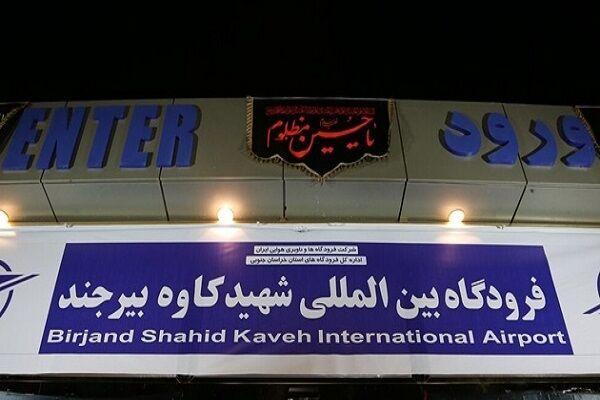 ENTER
یا حسین مظلوم
ورود
شرکت فرودگاه ها و ناوبری هوایی ایران
اداره کل فرودگاه های استان خراسان جنوبی
فرودگاه بین المللی شهید کاوه بیرجند
Birjand Shahid Kaveh International Airport